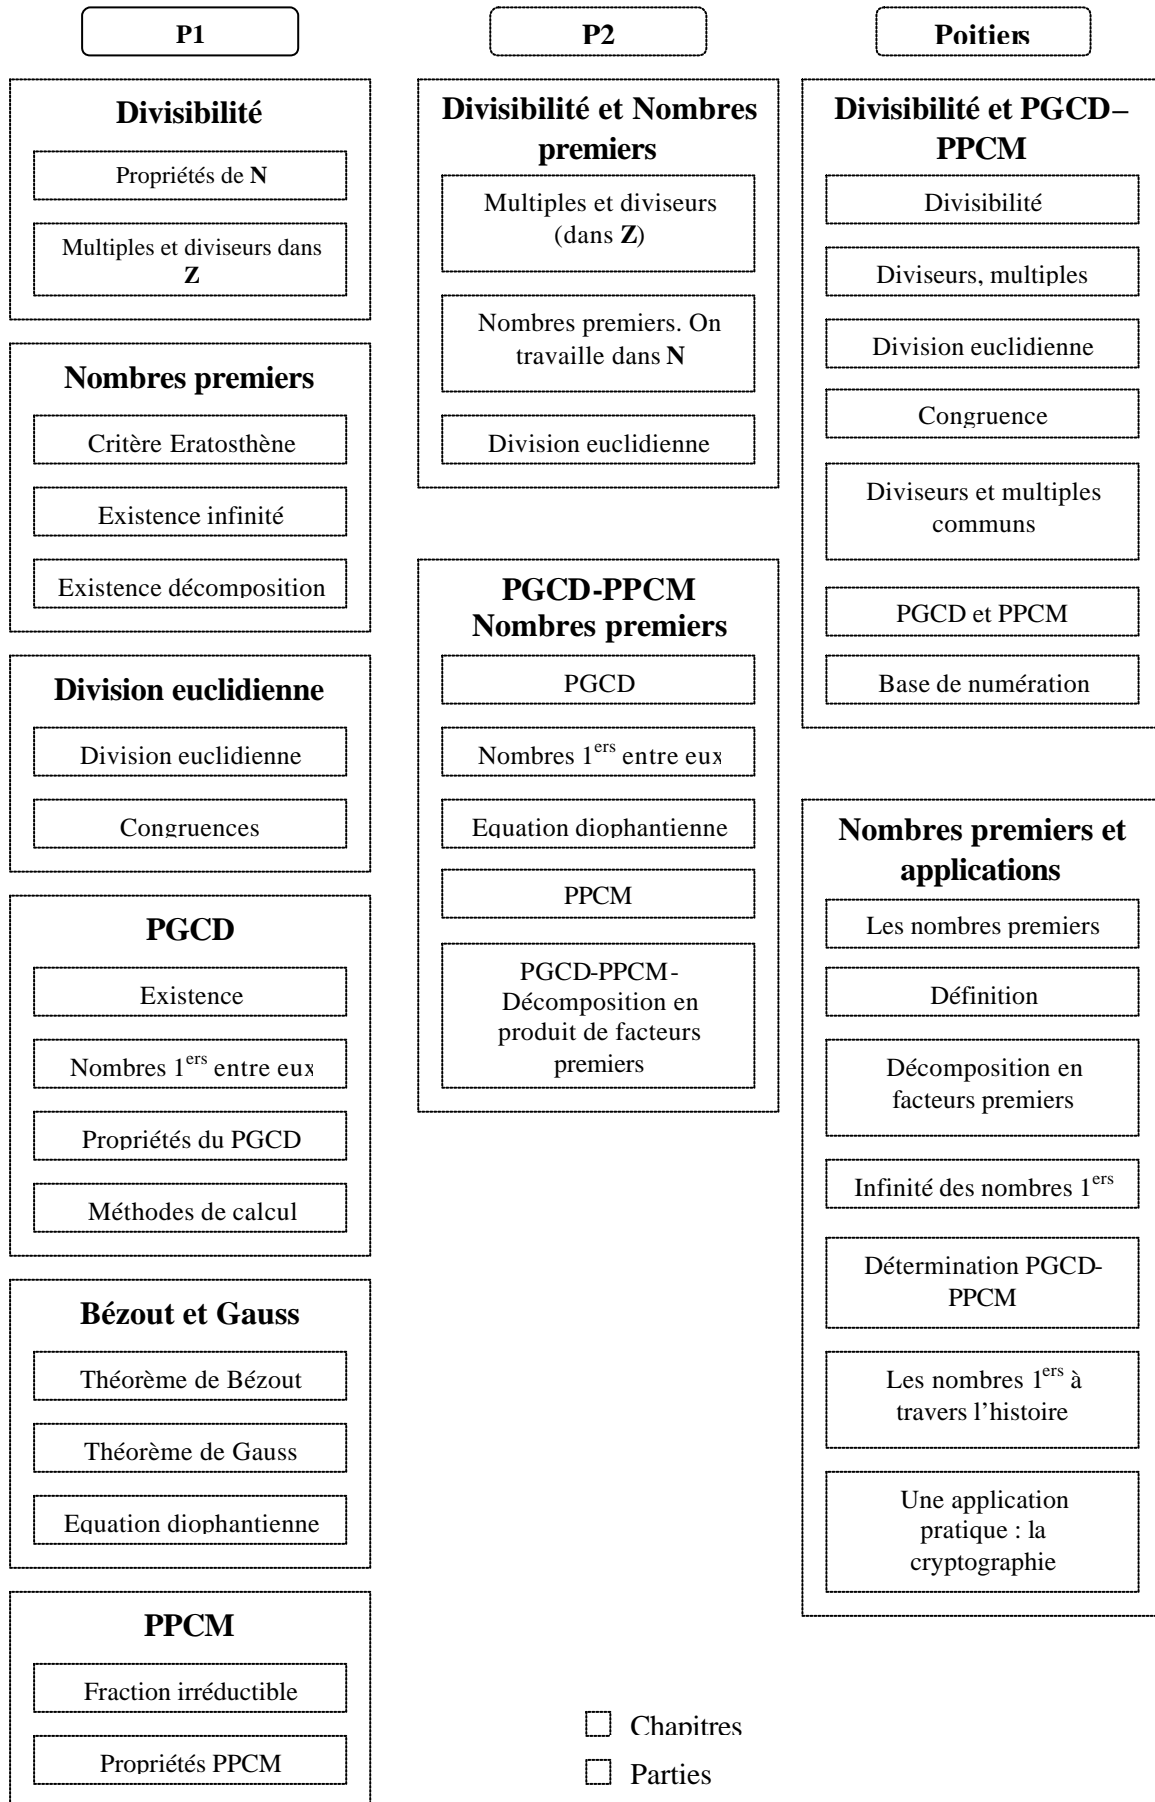 P1
Divisibilité
Propriétés de N
Multiples et diviseurs dans
Z
Nombres premiers
Critère Eratosthène
Existence infinité
Existence décomposition
Division euclidienne
Division euclidienne
Congruences
PGCD
Existence
Nombres 1ers entre eux
Propriétés du PGCD
Méthodes de calcul
Bézout et Gauss
Théorème de Bézout
Théorème de Gauss
Equation diophantienne
PPCM
Fraction irréductible
Propriétés PPCM
P2
Divisibilité et Nombres
premiers
Multiples et diviseurs
(dans Z)
Nombres premiers. On
travaille dans N
Division euclidienne
PGCD-PPCM
Nombres premiers
PGCD
Nombres 1ers entre eux
Equation diophantienne
PPCM
PGCD-PPCM-
Décomposition en
produit de facteurs
premiers
Poitiers
Divisibilité et PGCD–
PPCM
Divisibilité
Diviseurs, multiples
Division euclidienne
Congruence
Diviseurs et multiples
communs
PGCD et PPCM
Base de numération
Nombres premiers et
applications
Les nombres premiers
Définition
Décomposition en
facteurs premiers
Infinité des nombres 1ers
Détermination PGCD-
PPCM
Les nombres 1ers à
travers l’histoire
Une application
pratique : la
cryptographie
Chapitres
Parties